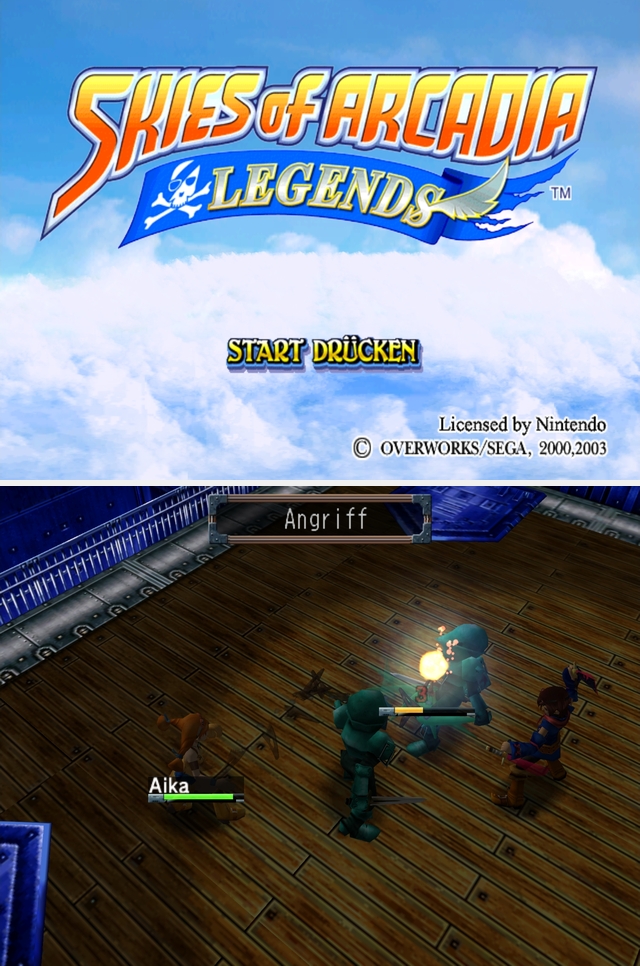 SKIES of ARCADIA
LEGENDS
TM
START DRÜCKEN
Licensed by Nintendo
© OVERWORKS/SEGA, 2000,2003
Angriff
Aika